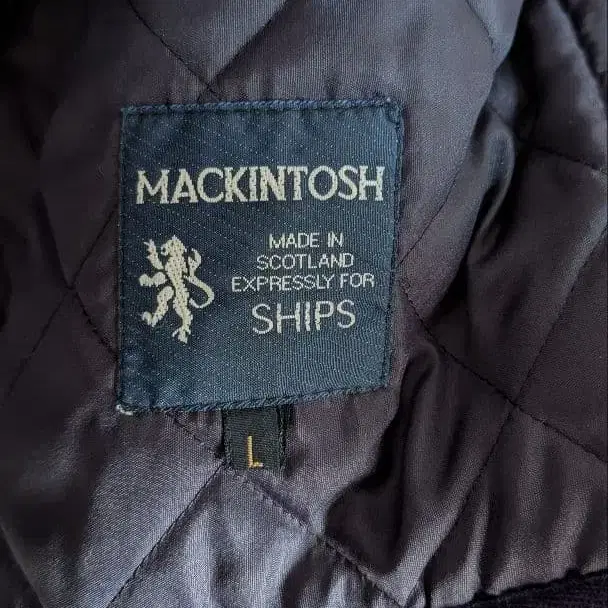 MACKINTOSH
MADE IN
SCOTLAND
EXPRESSLY FOR
SHIPS
L